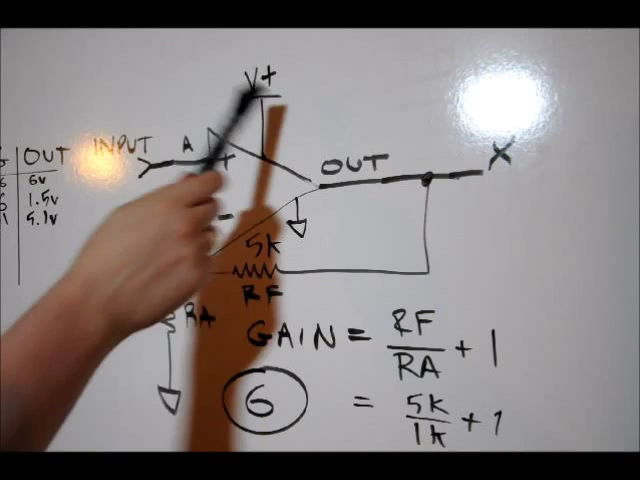 V+
INPUT A + OUT X
OUT
6v
1.5v
5.1v
-
5K
RF
RA
GAIN = RF/RA + 1
6 = 5K/1K + 1